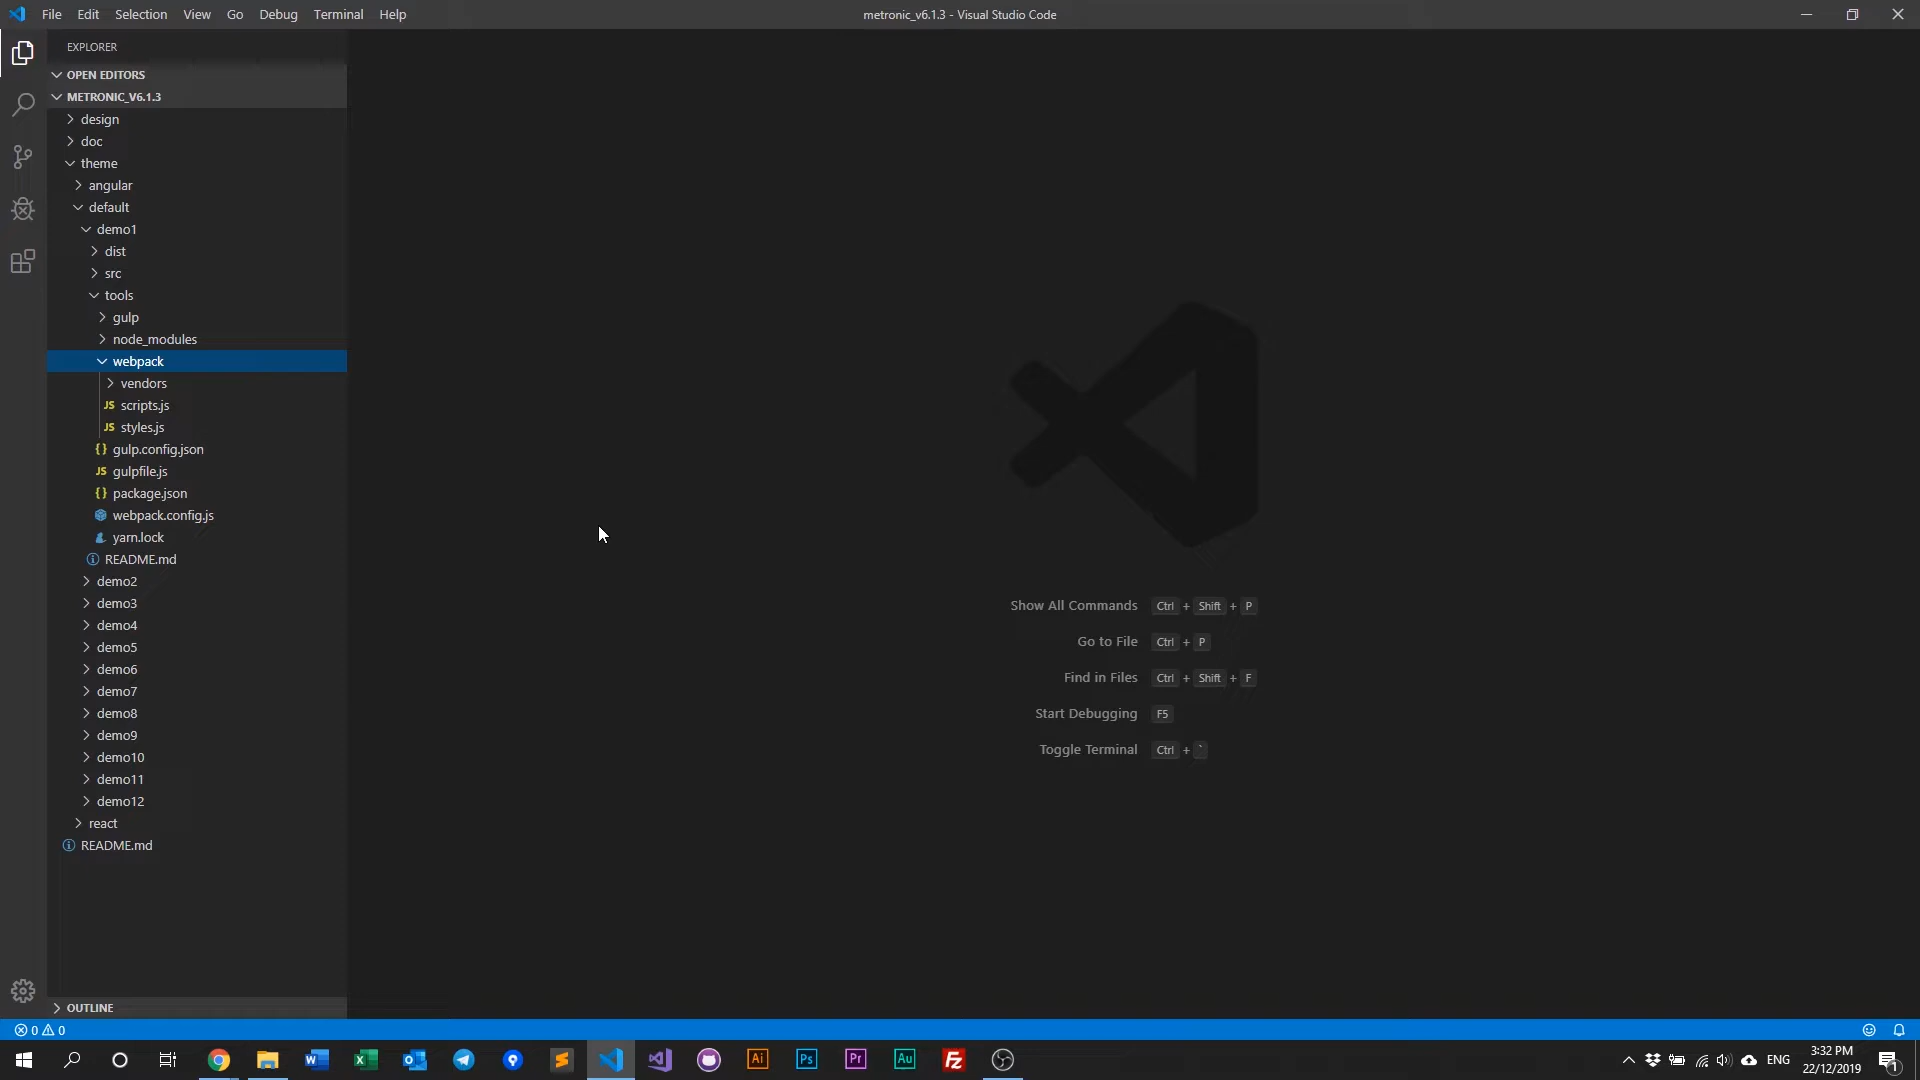 File Edit Selection View Go Debug Terminal Help
metronic_v6.1.3 - Visual Studio Code
EXPLORER
OPEN EDITORS
METRONIC_V6.1.3
design
doc
theme
angular
default
demo1
dist
src
tools
gulp
node_modules
webpack
vendors
JS scripts.js
JS styles.js
{} gulp.config.json
JS gulpfile.js
{} package.json
webpack.config.js
yarn.lock
README.md
demo2
demo3
demo4
demo5
demo6
demo7
demo8
demo9
demo10
demo11
demo12
react
README.md
OUTLINE
Show All Commands Ctrl + Shift + P
Go to File Ctrl + P
Find in Files Ctrl + Shift + F
Start Debugging F5
Toggle Terminal Ctrl + `
0 0
Ai Ps Pr Au Fz
ENG
3:32 PM
22/12/2019
1